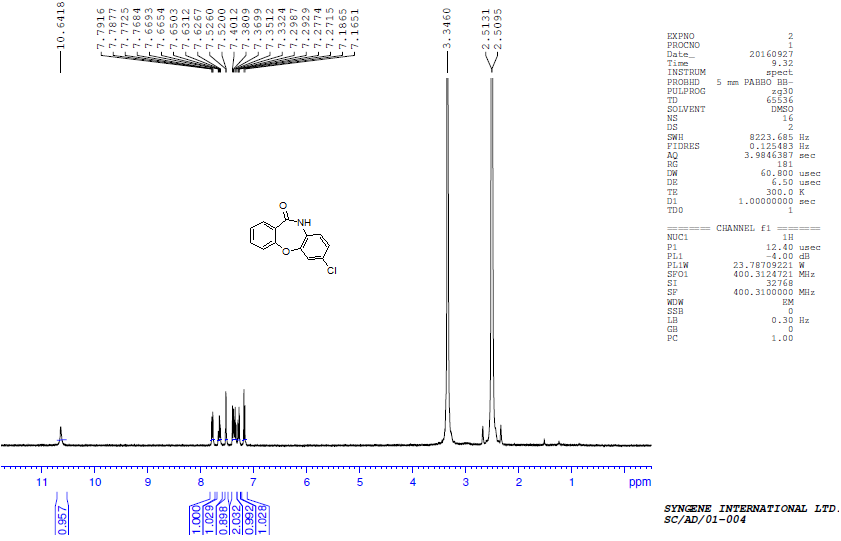 10.6418
7.7916
7.7877
7.7725
7.7684
7.6693
7.6654
7.6503
7.6312
7.6267
7.5260
7.5200
7.4012
7.3809
7.3699
7.3512
7.3324
7.2987
7.2929
7.2774
7.2715
7.1865
7.1651
3.3460
2.5131
2.5095
EXPNO 2
PROCNO 1
Date_ 20160927
Time 9.32
INSTRUM spect
PROBHD 5 mm PABBO BB-
PULPROG zg30
TD 65536
SOLVENT DMSO
NS 16
DS 2
SWH 8223.685 Hz
FIDRES 0.125483 Hz
AQ 3.9846387 sec
RG 181
DW 60.800 usec
DE 6.50 usec
TE 300.0 K
D1 1.00000000 sec
TD0 1
====== CHANNEL f1 ======
NUC1 1H
P1 12.40 usec
PL1 -4.00 dB
PL1W 23.78709221 W
SFO1 400.3124721 MHz
SI 32768
SF 400.3100000 MHz
WDW EM
SSB 0
LB 0.30 Hz
GB 0
PC 1.00
O
NH
O
Cl
11 10 9 8 7 6 5 4 3 2 1 ppm
0.957
1.000
1.029
0.898
2.032
0.992
1.028
SYNGENE INTERNATIONAL LTD.
SC/AD/01-004